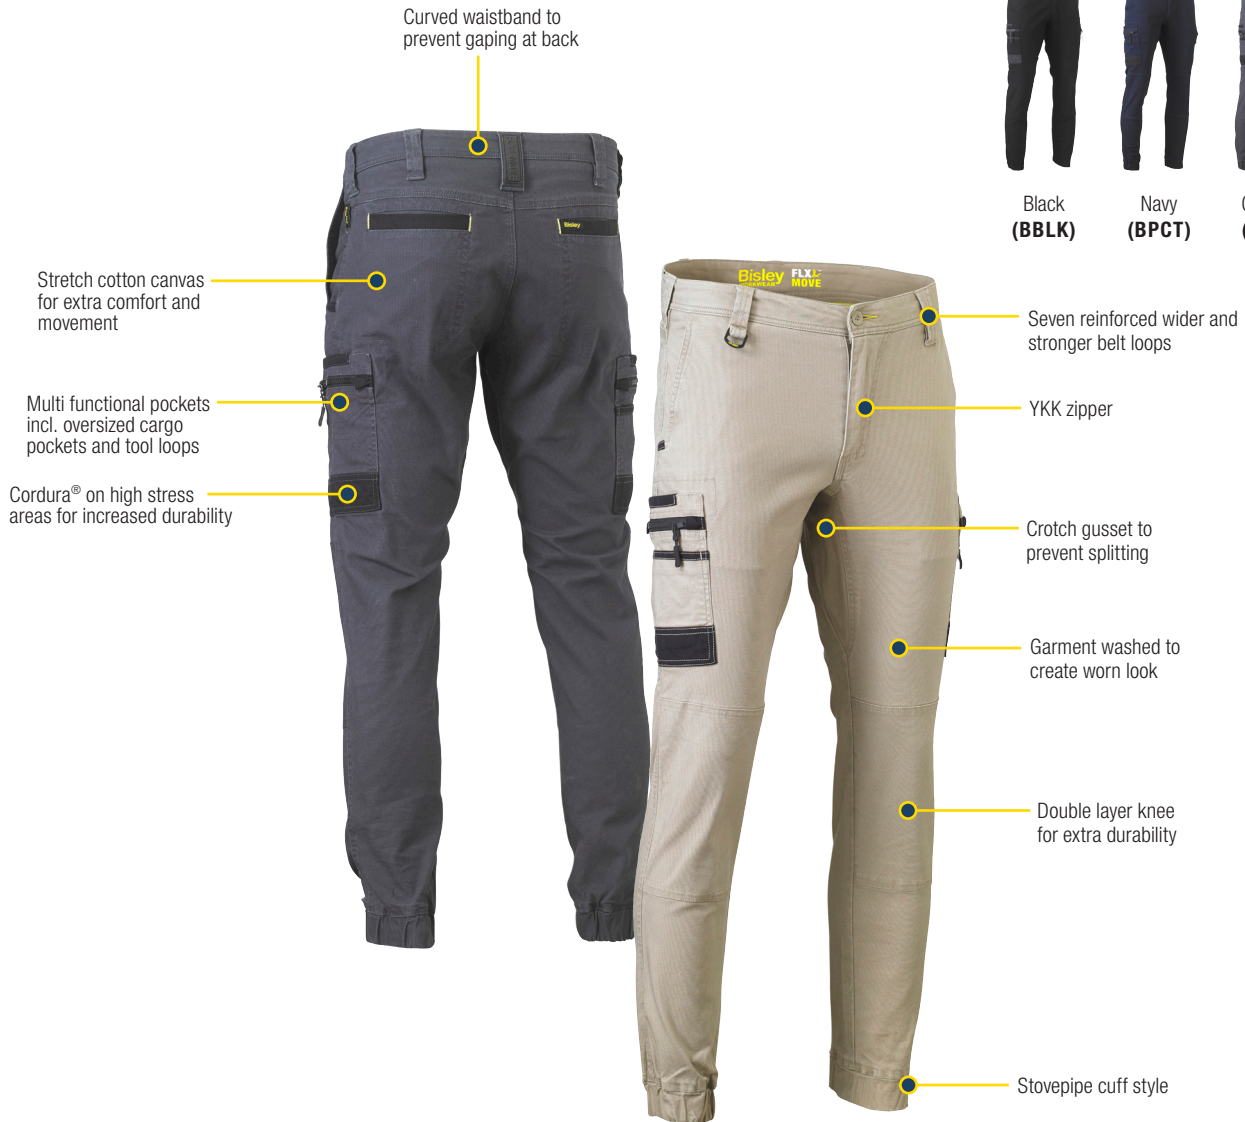 Curved waistband to
prevent gaping at back
Black
(BBLK)
Navy
(BPCT)
Stretch cotton canvas
for extra comfort and
movement
Multi functional pockets
incl. oversized cargo
pockets and tool loops
Cordura® on high stress
areas for increased durability
Bisley
Bisley
WORKWEAR
FLX
MOVE
Seven reinforced wider and
stronger belt loops
YKK zipper
Crotch gusset to
prevent splitting
Garment washed to
create worn look
Double layer knee
for extra durability
Stovepipe cuff style